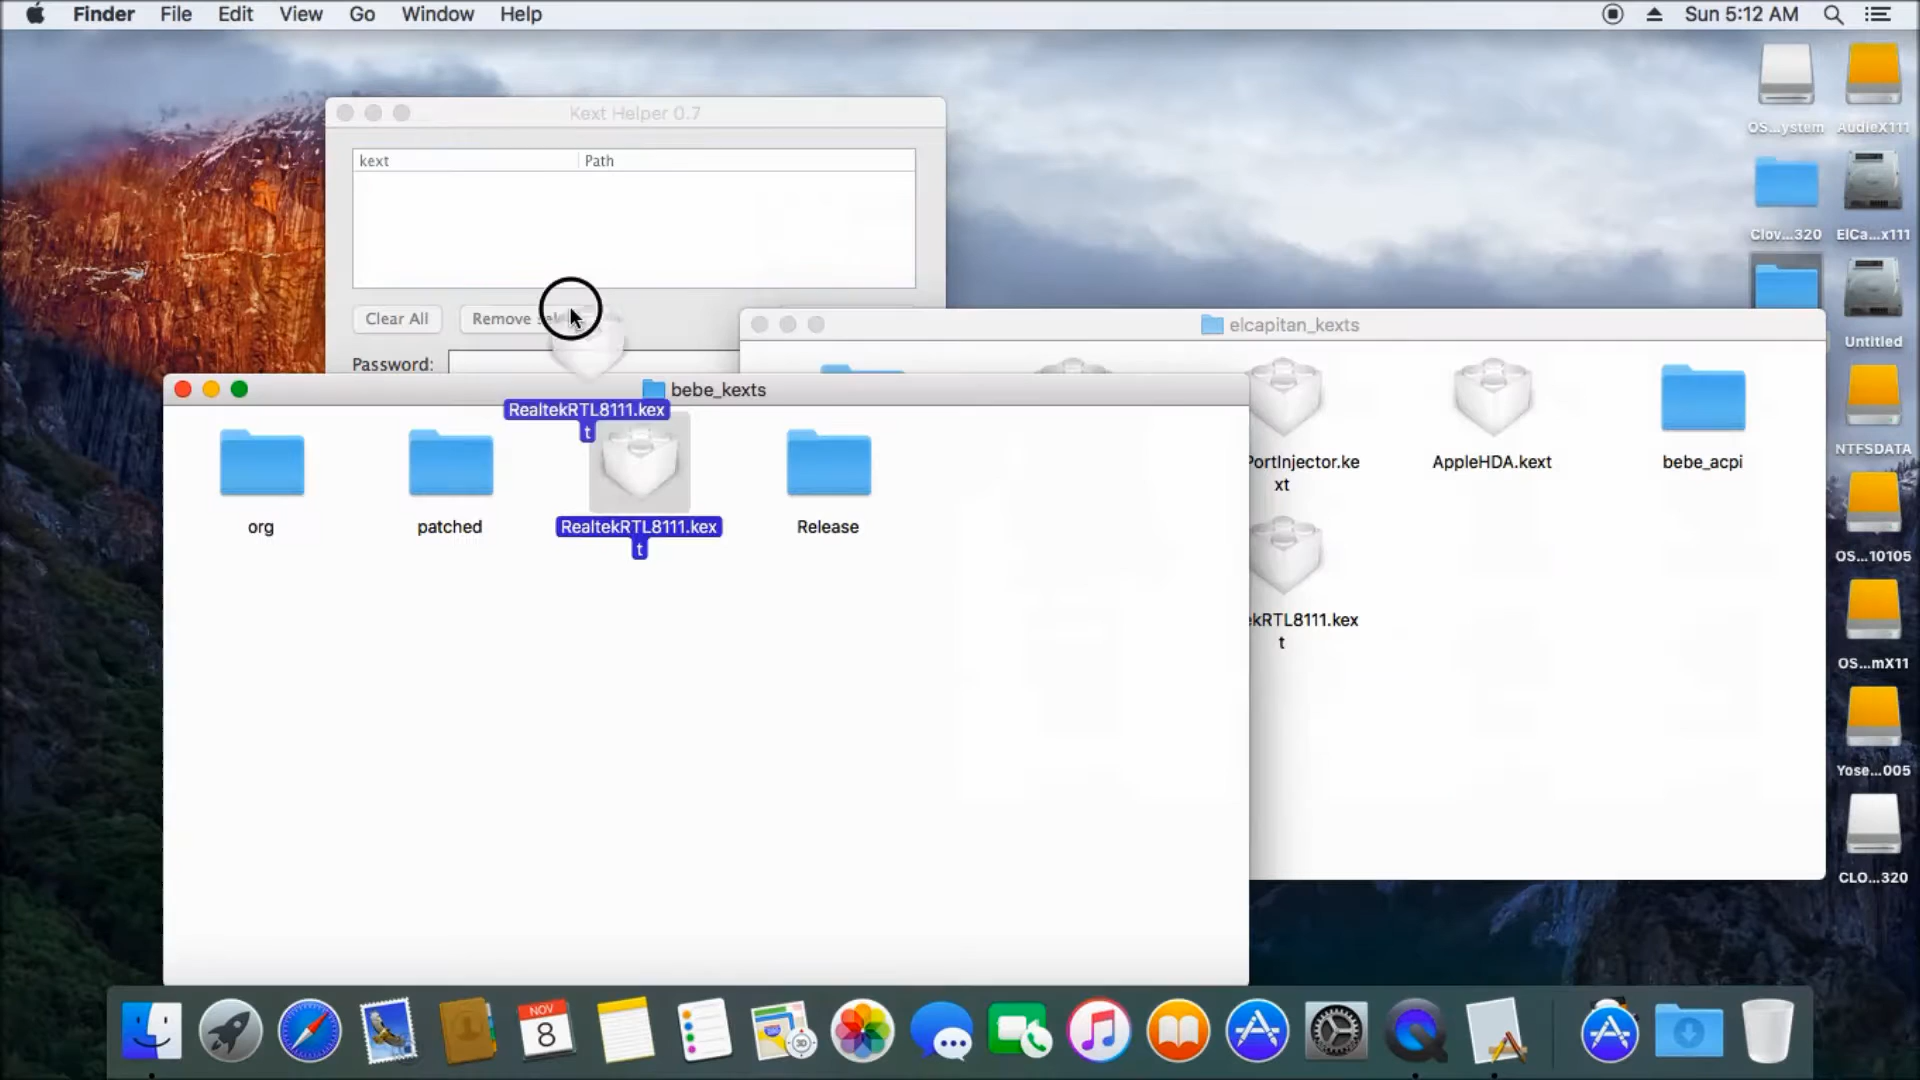 Finder File Edit View Go Window Help
Sun 5:12 AM
Kext Helper 0.7
kext Path
Clear All Remove
Password:
OS...ystem AudieX111
Clov...320 ElCa...x111
Untitled
NTFSDATA
OS...10105
OS...mX11
Yose...005
CLO...320
elcapitan_kexts
PortInjector.ke
xt
AppleHDA.kext
bebe_acpi
ekRTL8111.kex
t
bebe_kexts
RealtekRTL8111.kex
t
org
patched
RealtekRTL8111.kex
t
Release
NOV
8
3D